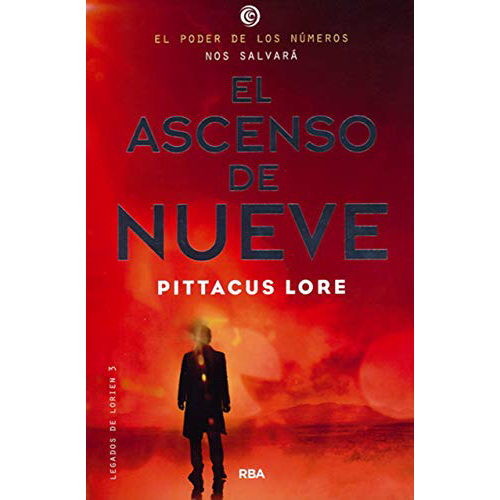 EL PODER DE LOS NÚMEROS
NOS SALVARÁ
EL
ASCENSO
DE
NUEVE
PITTACUS LORE
LEGADOS DE LORIEN 3
RBA